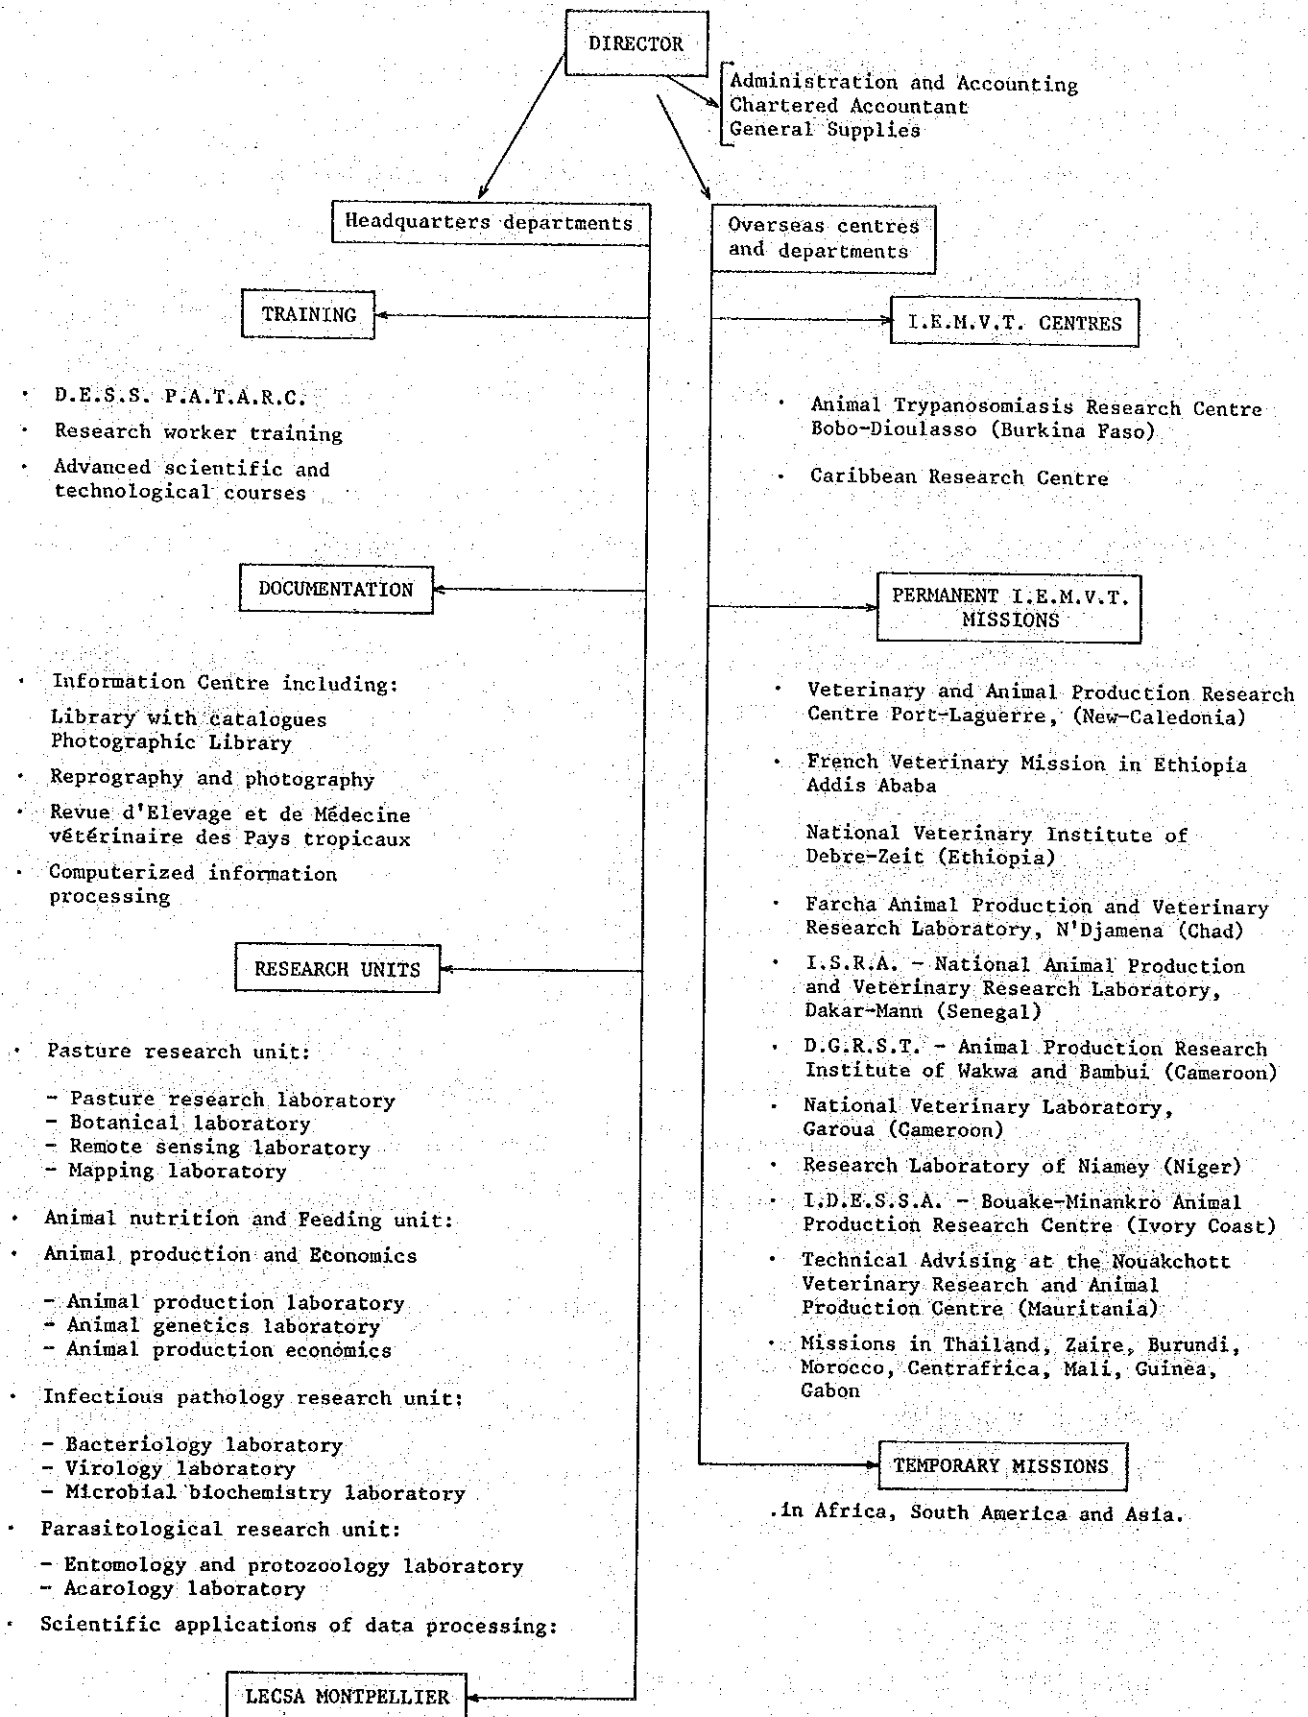 DIRECTOR
Administration and Accounting
Chartered Accountant
General Supplies
Headquarters departments
TRAINING
· D.E.S.S. P.A.T.A.R.C.
· Research worker training
· Advanced scientific and
technological courses
DOCUMENTATION
· Information Centre including:
Library with catalogues
Photographic Library
· Reprography and photography
· Revue d'Elevage et de Médecine
vétérinaire des Pays tropicaux
· Computerized information
processing
RESEARCH UNITS
· Pasture research unit:
- Pasture research laboratory
- Botanical laboratory
- Remote sensing laboratory
- Mapping laboratory
· Animal nutrition and Feeding unit:
· Animal production and Economics
- Animal production laboratory
- Animal genetics laboratory
- Animal production economics
· Infectious pathology research unit:
- Bacteriology laboratory
- Virology laboratory
- Microbial biochemistry laboratory
· Parasitological research unit:
- Entomology and protozoology laboratory
- Acarology laboratory
· Scientific applications of data processing:
LECSA MONTPELLIER
Overseas centres
and departments
I.E.M.V.T. CENTRES
· Animal Trypanosomiasis Research Centre
Bobo-Dioulasso (Burkina Faso)
· Caribbean Research Centre
PERMANENT I.E.M.V.T.
MISSIONS
· Veterinary and Animal Production Research
Centre Port-Laguerre, (New-Caledonia)
· French Veterinary Mission in Ethiopia
Addis Ababa
National Veterinary Institute of
Debre-Zeit (Ethiopia)
· Farcha Animal Production and Veterinary
Research Laboratory, N'Djamena (Chad)
· I.S.R.A. - National Animal Production
and Veterinary Research Laboratory,
Dakar-Mann (Senegal)
· D.G.R.S.T. - Animal Production Research
Institute of Wakwa and Bambui (Cameroon)
· National Veterinary Laboratory,
Garoua (Cameroon)
· Research Laboratory of Niamey (Niger)
· I.D.E.S.S.A. - Bouake-Minankro Animal
Production Research Centre (Ivory Coast)
· Technical Advising at the Nouakchott
Veterinary Research and Animal
Production Centre (Mauritania)
· Missions in Thailand, Zaire, Burundi,
Morocco, Centrafrica, Mali, Guinea,
Gabon
TEMPORARY MISSIONS
.in Africa, South America and Asia.